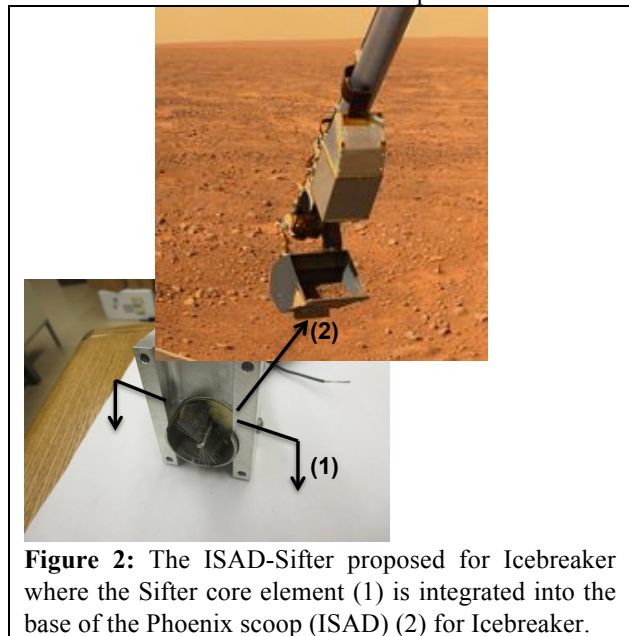 (2)
(1)
Figure 2: The ISAD-Sifter proposed for Icebreaker
where the Sifter core element (1) is integrated into the
base of the Phoenix scoop (ISAD) (2) for Icebreaker.